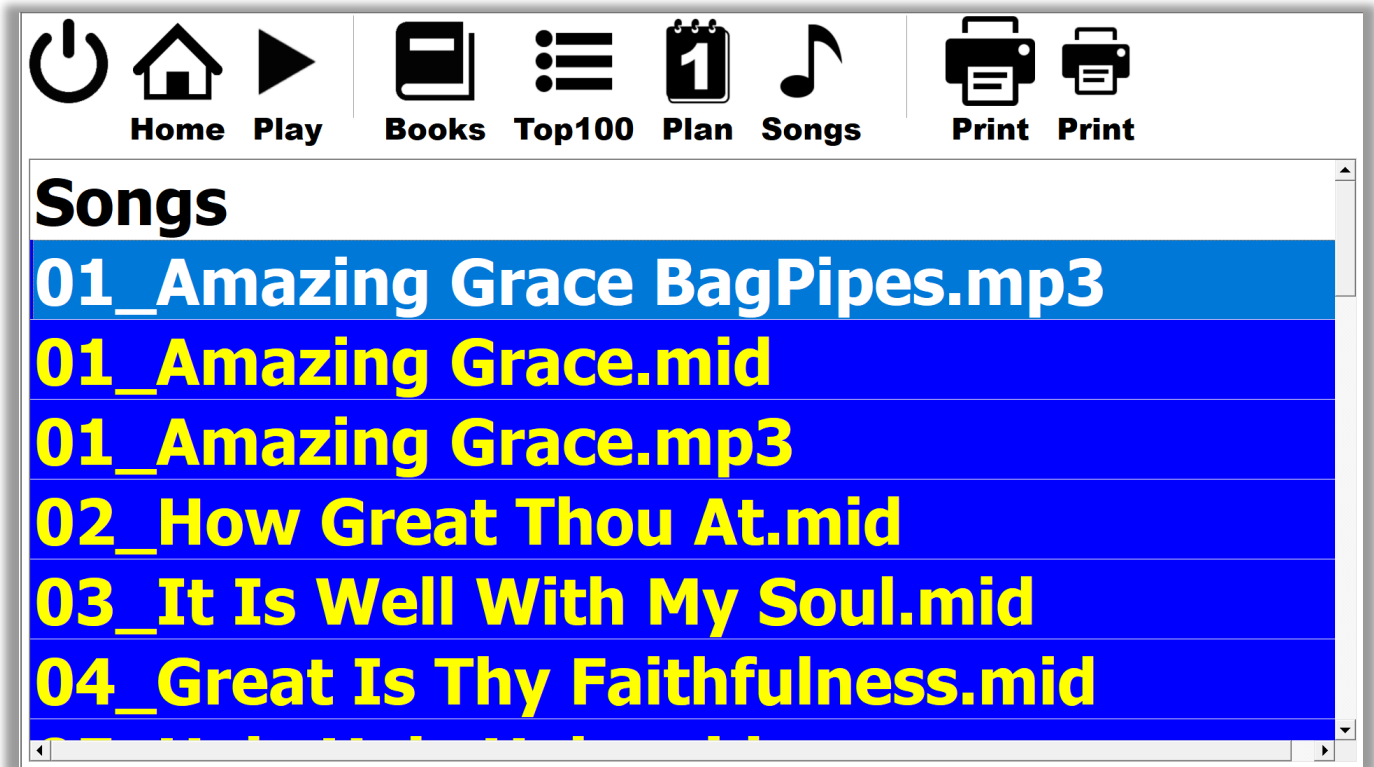 Home Play Books Top100 1 Plan Songs Print Print
Songs
01_Amazing Grace BagPipes.mp3
01_Amazing Grace.mid
01_Amazing Grace.mp3
02_How Great Thou At.mid
03_It Is Well With My Soul.mid
04_Great Is Thy Faithfulness.mid